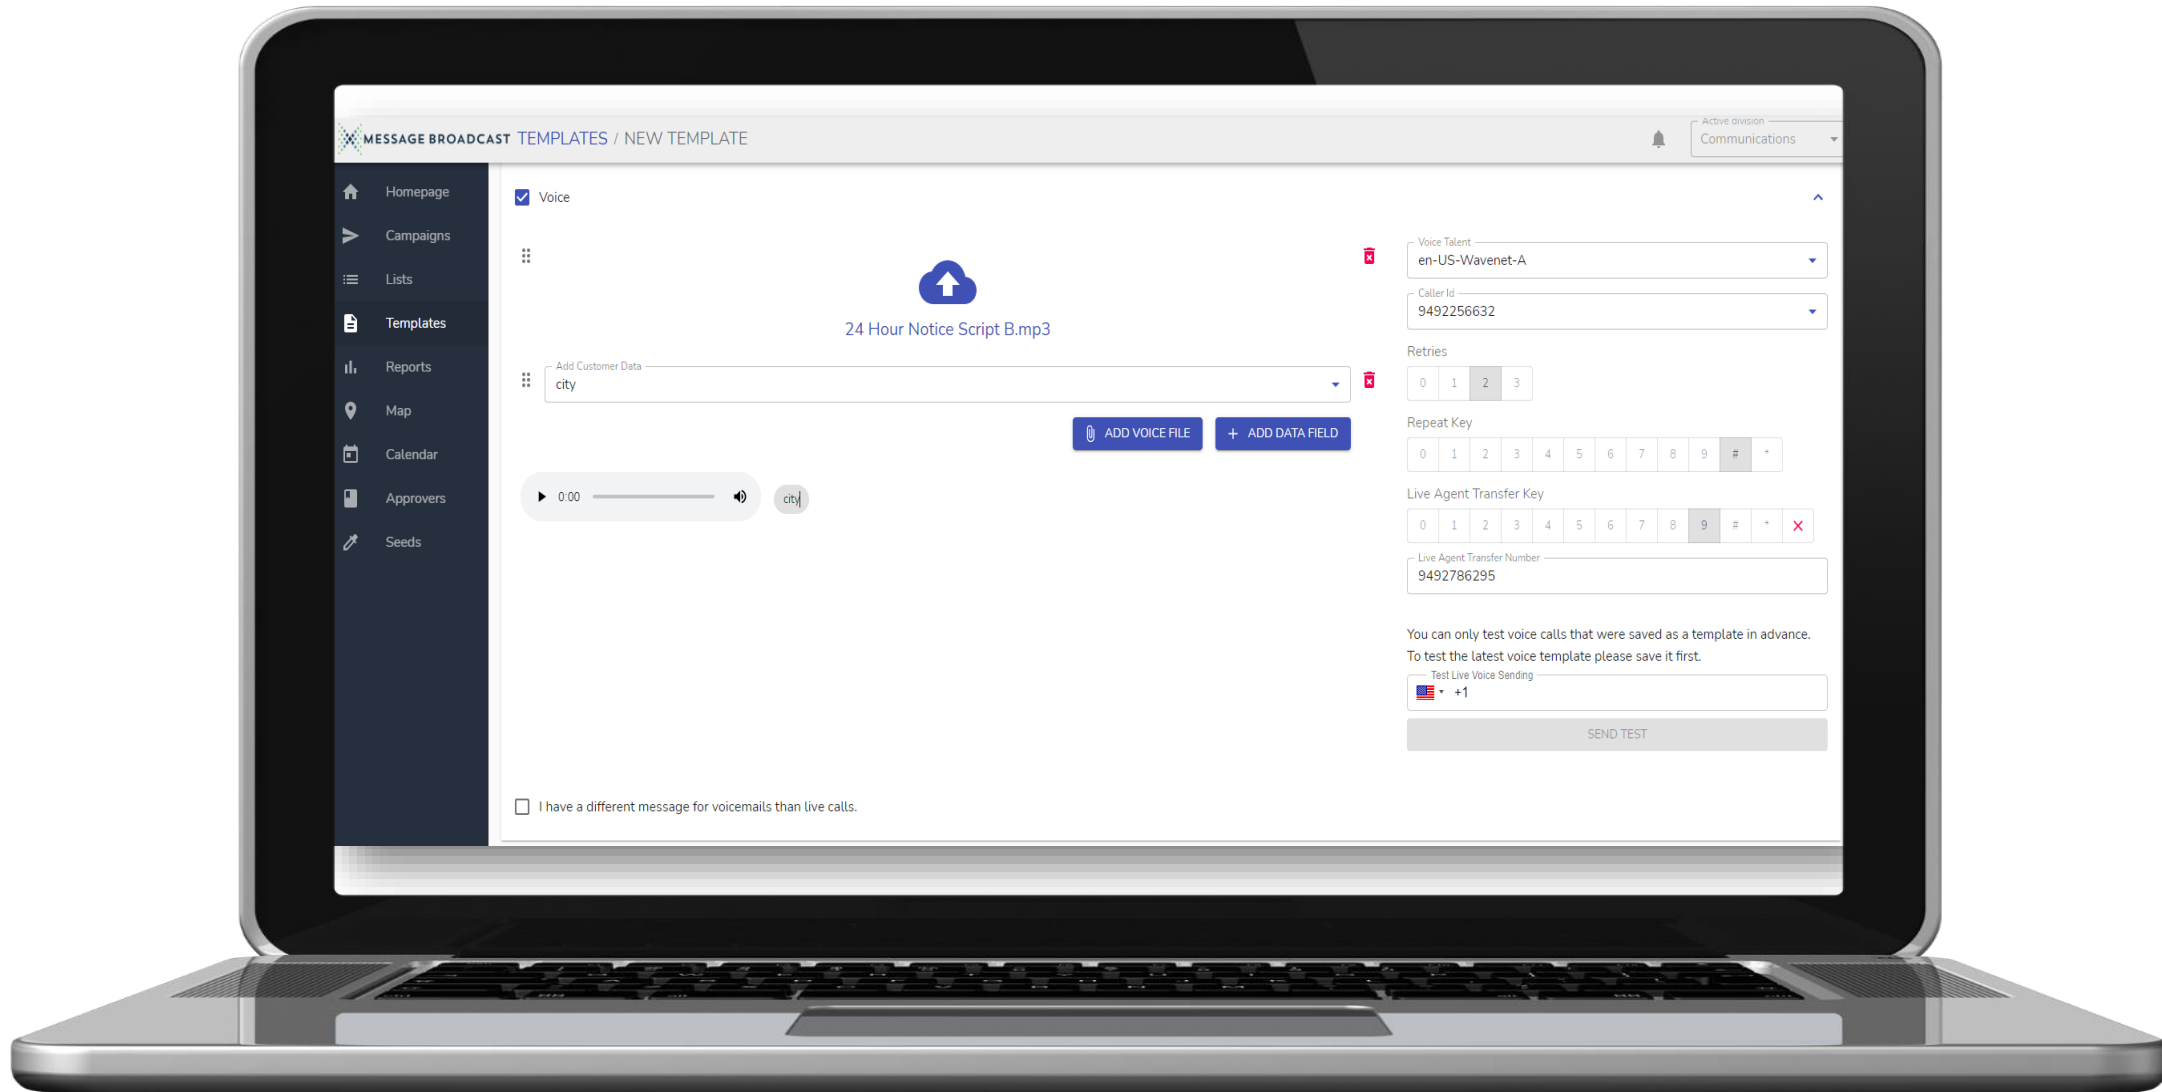 MESSAGE BROADCAST TEMPLATES / NEW TEMPLATE
Active division
Communications
Homepage
Campaigns
Lists
Templates
Reports
Map
Calendar
Approvers
Seeds
Voice
24 Hour Notice Script B.mp3
Add Customer Data
city
ADD VOICE FILE
+ ADD DATA FIELD
0:00
city
Voice Talent
en-US-Wavenet-A
Caller Id
9492256632
Retries
0 1 2 3
Repeat Key
0 1 2 3 4 5 6 7 8 9 # *
Live Agent Transfer Key
0 1 2 3 4 5 6 7 8 9 # * X
Live Agent Transfer Number
9492786295
You can only test voice calls that were saved as a template in advance.
To test the latest voice template please save it first.
Test Live Voice Sending
+1
SEND TEST
I have a different message for voicemails than live calls.